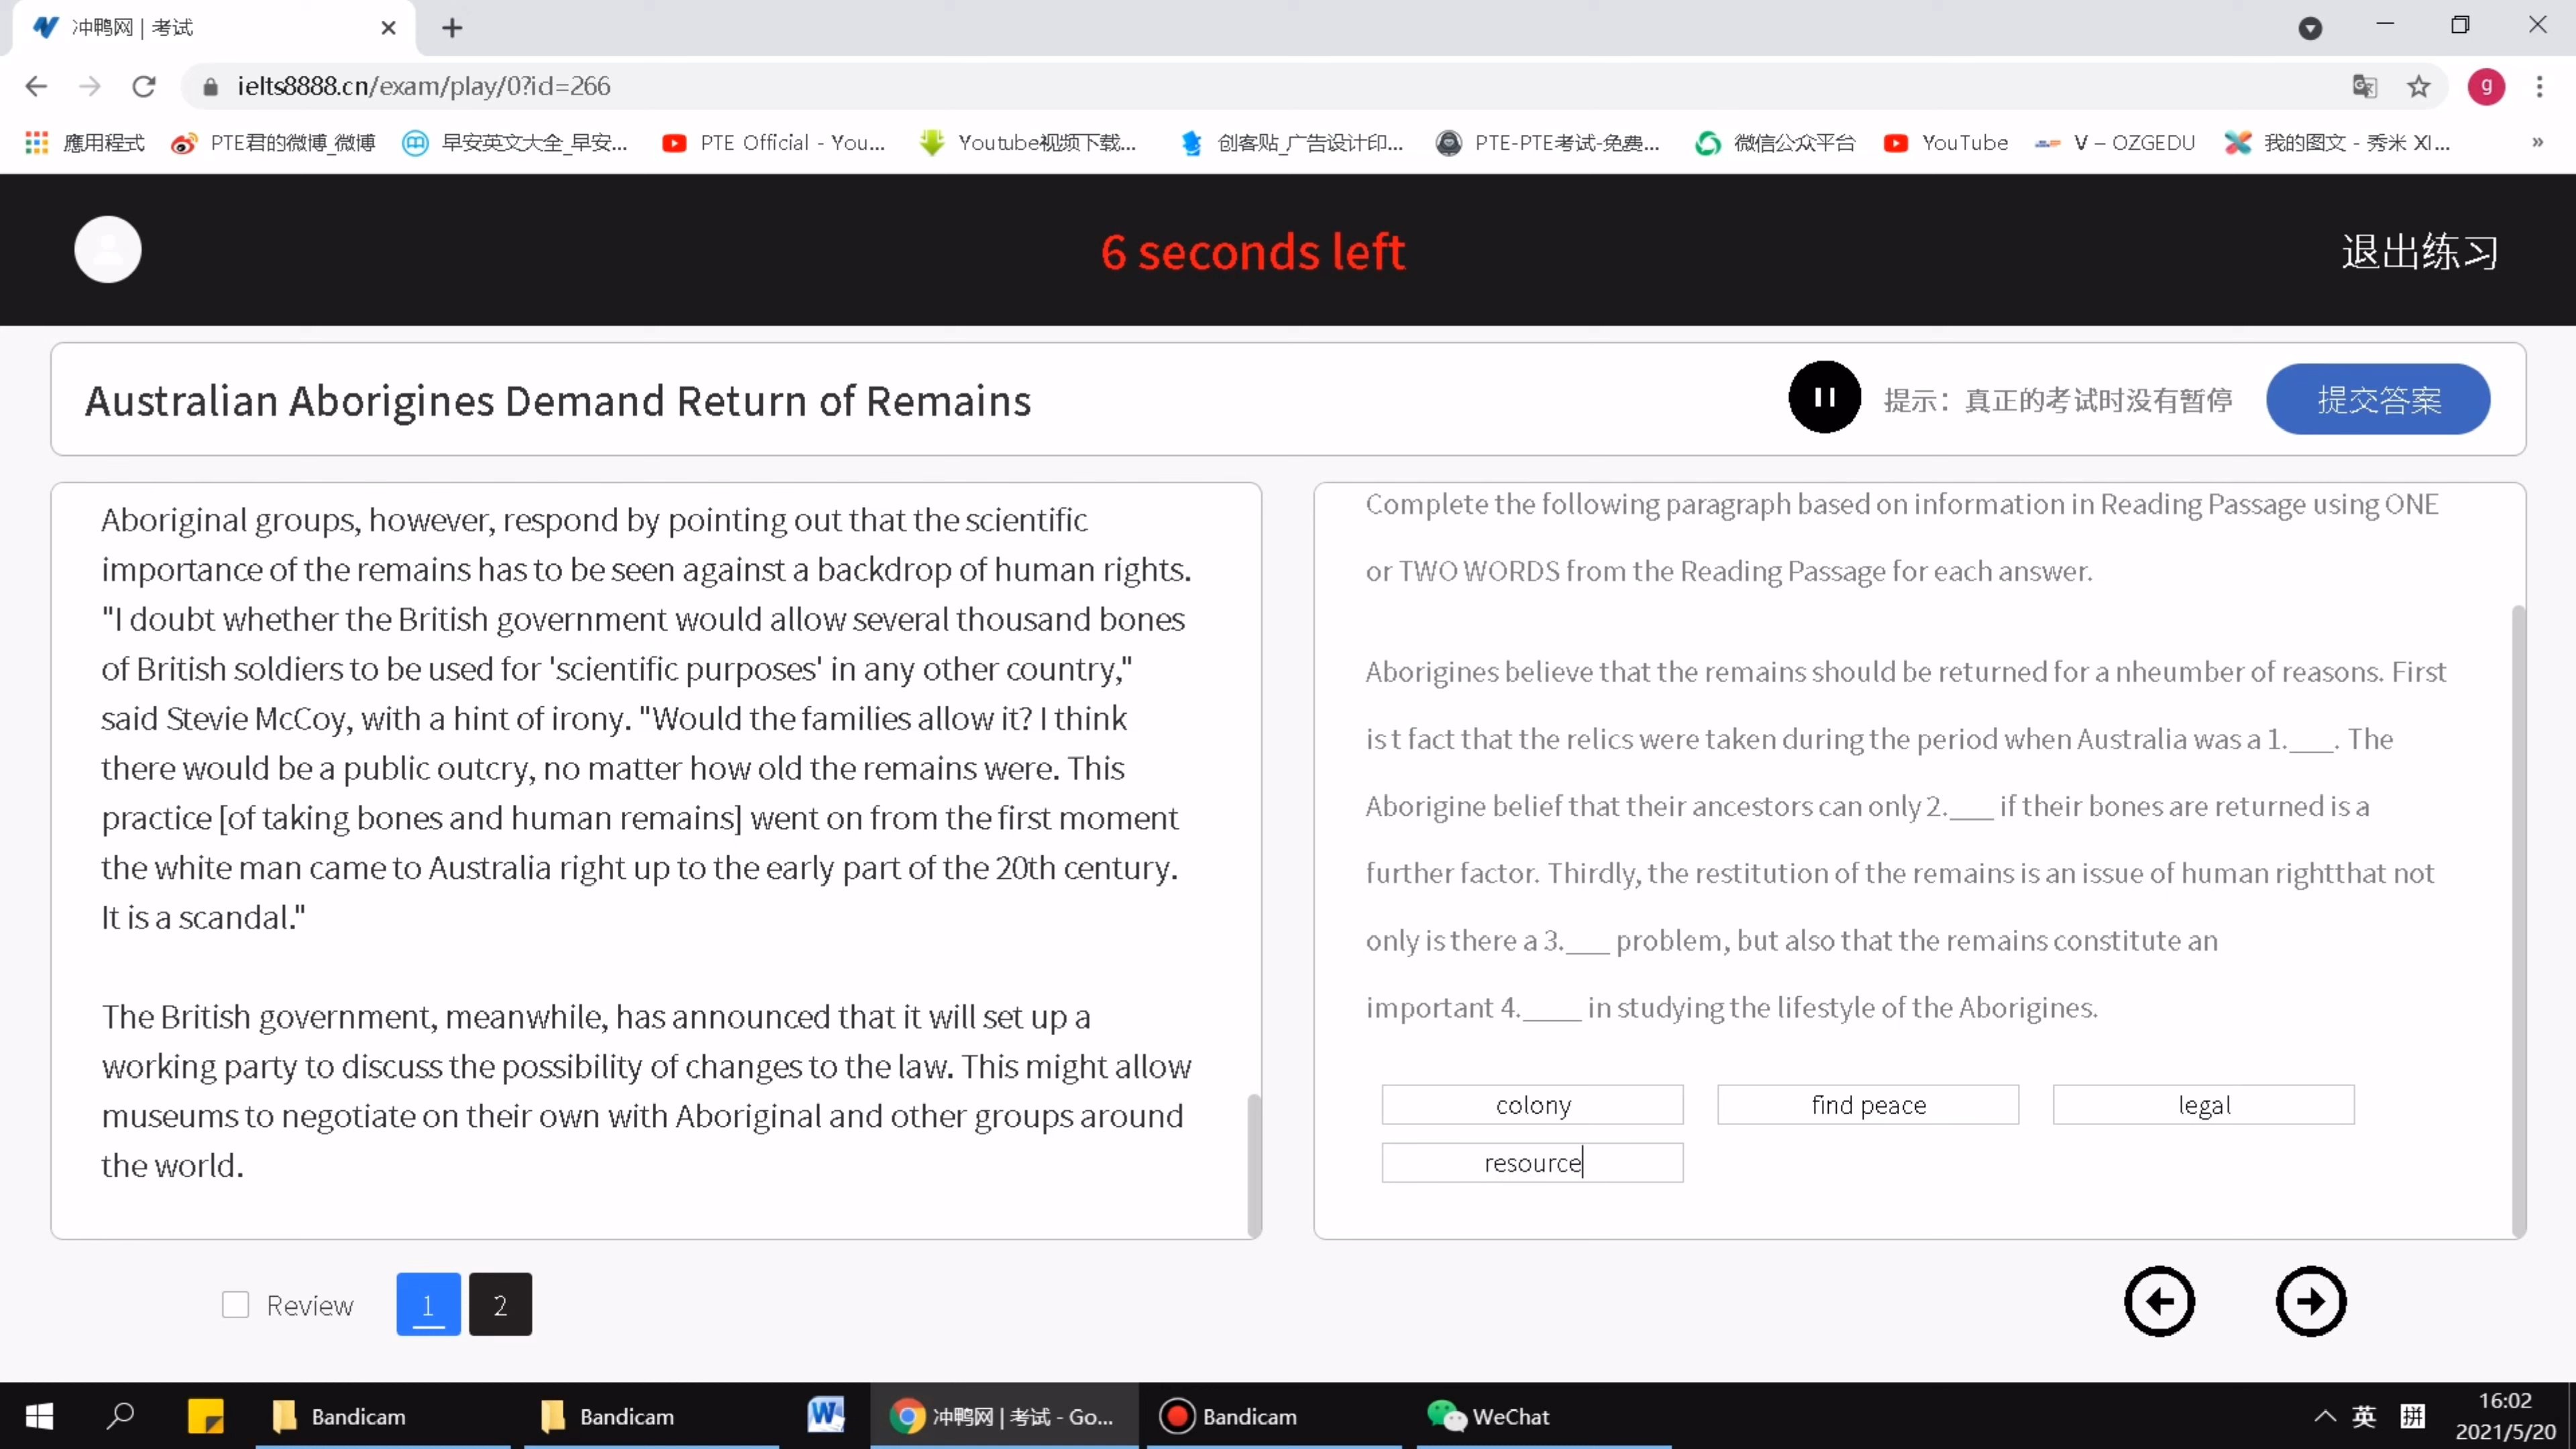 冲鸭网 | 考试
ielts8888.cn/exam/play/0?id=266
g
應用程式 PTE君的微博_微博 早安英文大全_早安... PTE Official - You... Youtube视频下载... 创客贴_广告设计印... PTE-PTE考试-免费... 微信公众平台 YouTube V – OZGEDU 我的图文 - 秀米 XI... »
6 seconds left
退出练习
Australian Aborigines Demand Return of Remains
提示：真正的考试时没有暂停
提交答案
Aboriginal groups, however, respond by pointing out that the scientific
importance of the remains has to be seen against a backdrop of human rights.
"I doubt whether the British government would allow several thousand bones
of British soldiers to be used for 'scientific purposes' in any other country,"
said Stevie McCoy, with a hint of irony. "Would the families allow it? I think
there would be a public outcry, no matter how old the remains were. This
practice [of taking bones and human remains] went on from the first moment
the white man came to Australia right up to the early part of the 20th century.
It is a scandal."
The British government, meanwhile, has announced that it will set up a
working party to discuss the possibility of changes to the law. This might allow
museums to negotiate on their own with Aboriginal and other groups around
the world.
Complete the following paragraph based on information in Reading Passage using ONE
or TWO WORDS from the Reading Passage for each answer.
Aborigines believe that the remains should be returned for a nheumber of reasons. First
is t fact that the relics were taken during the period when Australia was a 1.___. The
Aborigine belief that their ancestors can only 2.___ if their bones are returned is a
further factor. Thirdly, the restitution of the remains is an issue of human rightthat not
only is there a 3.___ problem, but also that the remains constitute an
important 4.____ in studying the lifestyle of the Aborigines.
colony find peace legal
resource
Review 1 2
Bandicam Bandicam 冲鸭网 | 考试 - Go... Bandicam WeChat 英 拼 16:02
2021/5/20